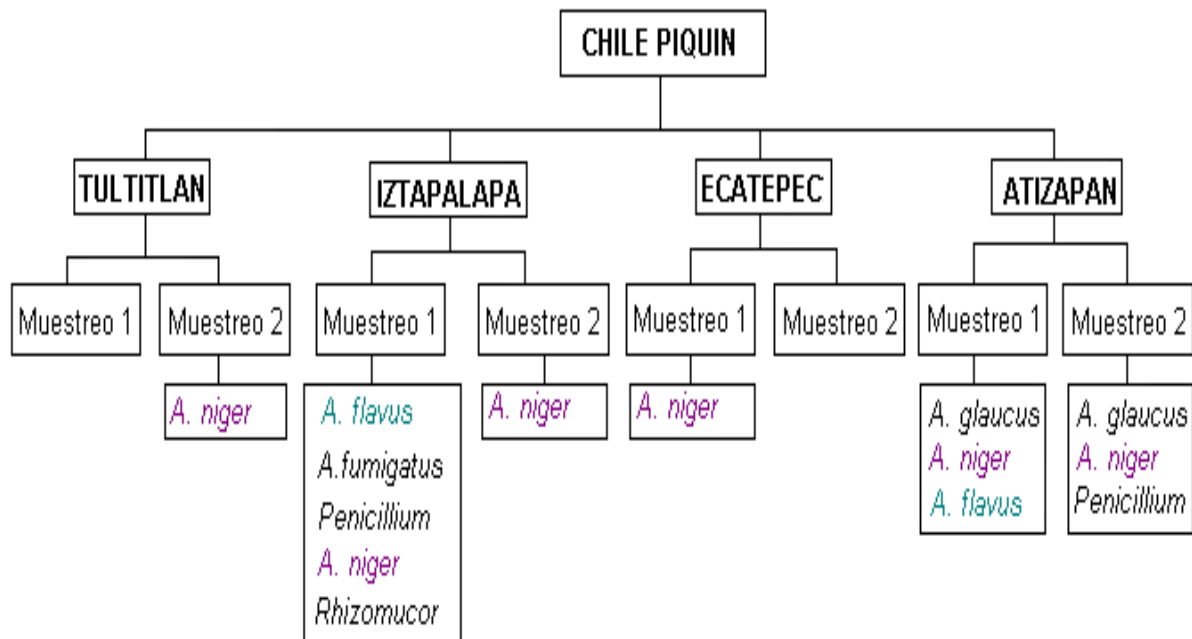 CHILE PIQUIN
TULTITLAN
IZTAPALAPA
ECATEPEC
ATIZAPAN
Muestreo 1
Muestreo 2
Muestreo 1
Muestreo 2
Muestreo 1
Muestreo 2
Muestreo 1
Muestreo 2
A. niger
A. flavus
A.fumigatus
Penicillium
A. niger
Rhizomucor
A. niger
A. niger
A. glaucus
A. niger
A. flavus
A. glaucus
A. niger
Penicillium